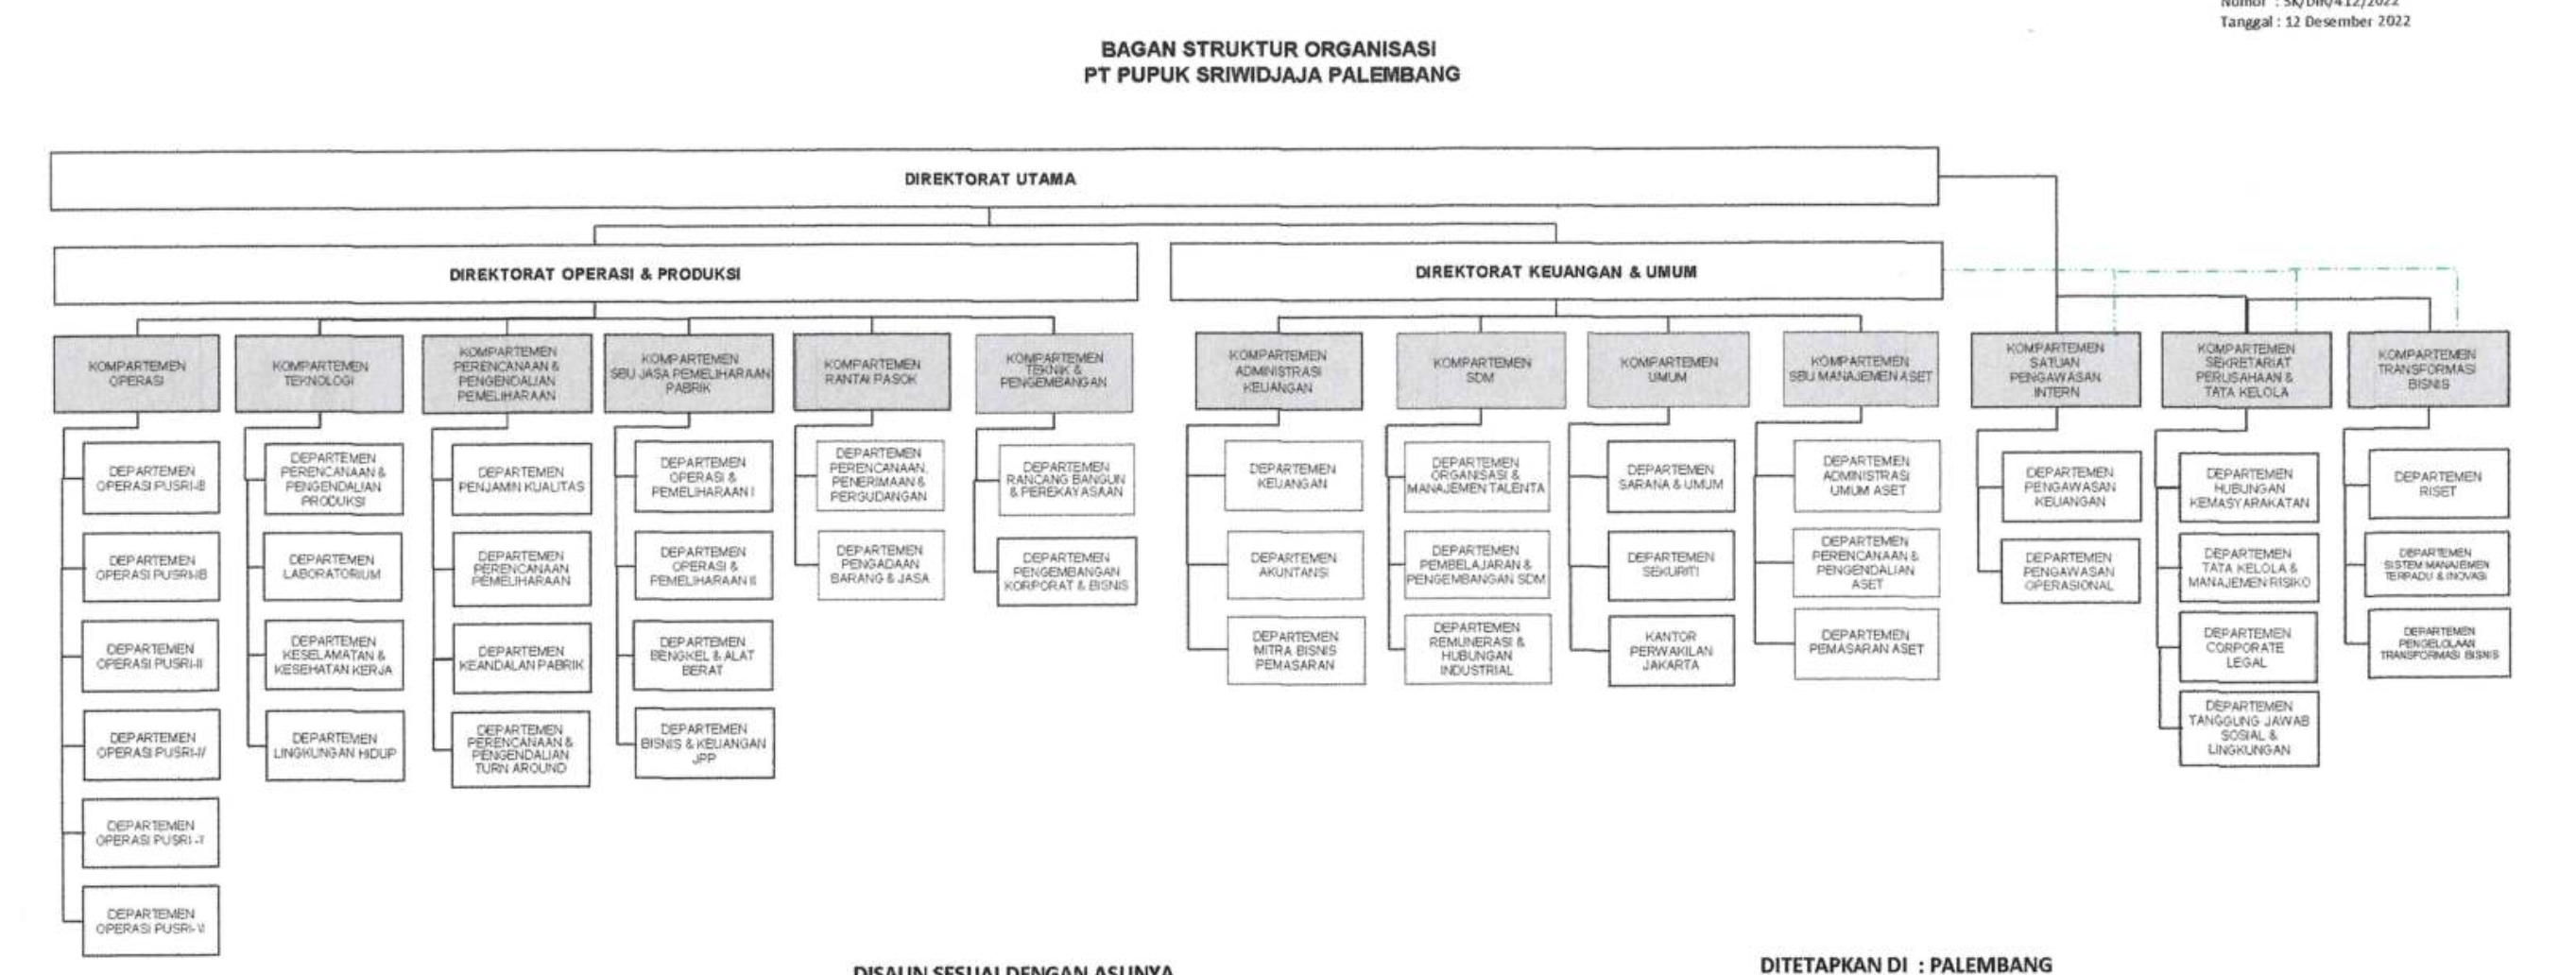 Nomor : SK/DIR/412/2022
Tanggal : 12 Desember 2022
BAGAN STRUKTUR ORGANISASI
PT PUPUK SRIWIDJAJA PALEMBANG
DIREKTORAT UTAMA
DIREKTORAT OPERASI & PRODUKSI
DIREKTORAT KEUANGAN & UMUM
KOMPARTEMEN
OPERASI
KOMPARTEMEN
TEKNOLOGI
KOMPARTEMEN
PERENCANAAN &
PENGENDALIAN
PEMELIHARAAN
KOMPARTEMEN
SBU JASA PEMELIHARAAN
PABRIK
KOMPARTEMEN
RANTAI PASOK
KOMPARTEMEN
TEKNIK &
PENGEMBANGAN
KOMPARTEMEN
ADMINISTRASI
KEUANGAN
KOMPARTEMEN
SDM
KOMPARTEMEN
UMUM
KOMPARTEMEN
SBU MANAJEMEN ASET
KOMPARTEMEN
SATUAN
PENGAWASAN
INTERN
KOMPARTEMEN
SEKRETARIAT
PERUSAHAAN &
TATA KELOLA
KOMPARTEMEN
TRANSFORMASI
BISNIS
DEPARTEMEN
OPERASI PUSRI-IB
DEPARTEMEN
OPERASI PUSRI-IIB
DEPARTEMEN
OPERASI PUSRI-III
DEPARTEMEN
OPERASI PUSRI-IV
DEPARTEMEN
OPERASI PUSRI -V
DEPARTEMEN
OPERASI PUSRI- VI
DEPARTEMEN
PERENCANAAN &
PENGENDALIAN
PRODUKSI
DEPARTEMEN
LABORATORIUM
DEPARTEMEN
KESELAMATAN &
KESEHATAN KERJA
DEPARTEMEN
LINGKUNGAN HIDUP
DEPARTEMEN
PENJAMIN KUALITAS
DEPARTEMEN
PERENCANAAN
PEMELIHARAAN
DEPARTEMEN
KEANDALAN PABRIK
DEPARTEMEN
PERENCANAAN &
PENGENDALIAN
TURN AROUND
DEPARTEMEN
OPERASI &
PEMELIHARAAN I
DEPARTEMEN
OPERASI &
PEMELIHARAAN II
DEPARTEMEN
BENGKEL & ALAT
BERAT
DEPARTEMEN
BISNIS & KEUANGAN
JPP
DEPARTEMEN
PERENCANAAN,
PENERIMAAN &
PERGUDANGAN
DEPARTEMEN
PENGADAAN
BARANG & JASA
DEPARTEMEN
RANCANG BANGUN
& PEREKAYASAAN
DEPARTEMEN
PENGEMBANGAN
KORPORAT & BISNIS
DEPARTEMEN
KEUANGAN
DEPARTEMEN
AKUNTANSI
DEPARTEMEN
MITRA BISNIS
PEMASARAN
DEPARTEMEN
ORGANISASI &
MANAJEMEN TALENTA
DEPARTEMEN
PEMBELAJARAN &
PENGEMBANGAN SDM
DEPARTEMEN
REMUNERASI &
HUBUNGAN
INDUSTRIAL
DEPARTEMEN
SARANA & UMUM
DEPARTEMEN
SEKURITI
KANTOR
PERWAKILAN
JAKARTA
DEPARTEMEN
ADMINISTRASI
UMUM ASET
DEPARTEMEN
PERENCANAAN &
PENGENDALIAN
ASET
DEPARTEMEN
PEMASARAN ASET
DEPARTEMEN
PENGAWASAN
KEUANGAN
DEPARTEMEN
PENGAWASAN
OPERASIONAL
DEPARTEMEN
HUBUNGAN
KEMASYARAKATAN
DEPARTEMEN
TATA KELOLA &
MANAJEMEN RISIKO
DEPARTEMEN
CORPORATE
LEGAL
DEPARTEMEN
TANGGUNG JAWAB
SOSIAL &
LINGKUNGAN
DEPARTEMEN
RISET
DEPARTEMEN
SISTEM MANAJEMEN
TERPADU & INOVASI
DEPARTEMEN
PENGELOLAAN
TRANSFORMASI BISNIS
DISALIN SESUAI DENGAN ASLINYA
DITETAPKAN DI : PALEMBANG